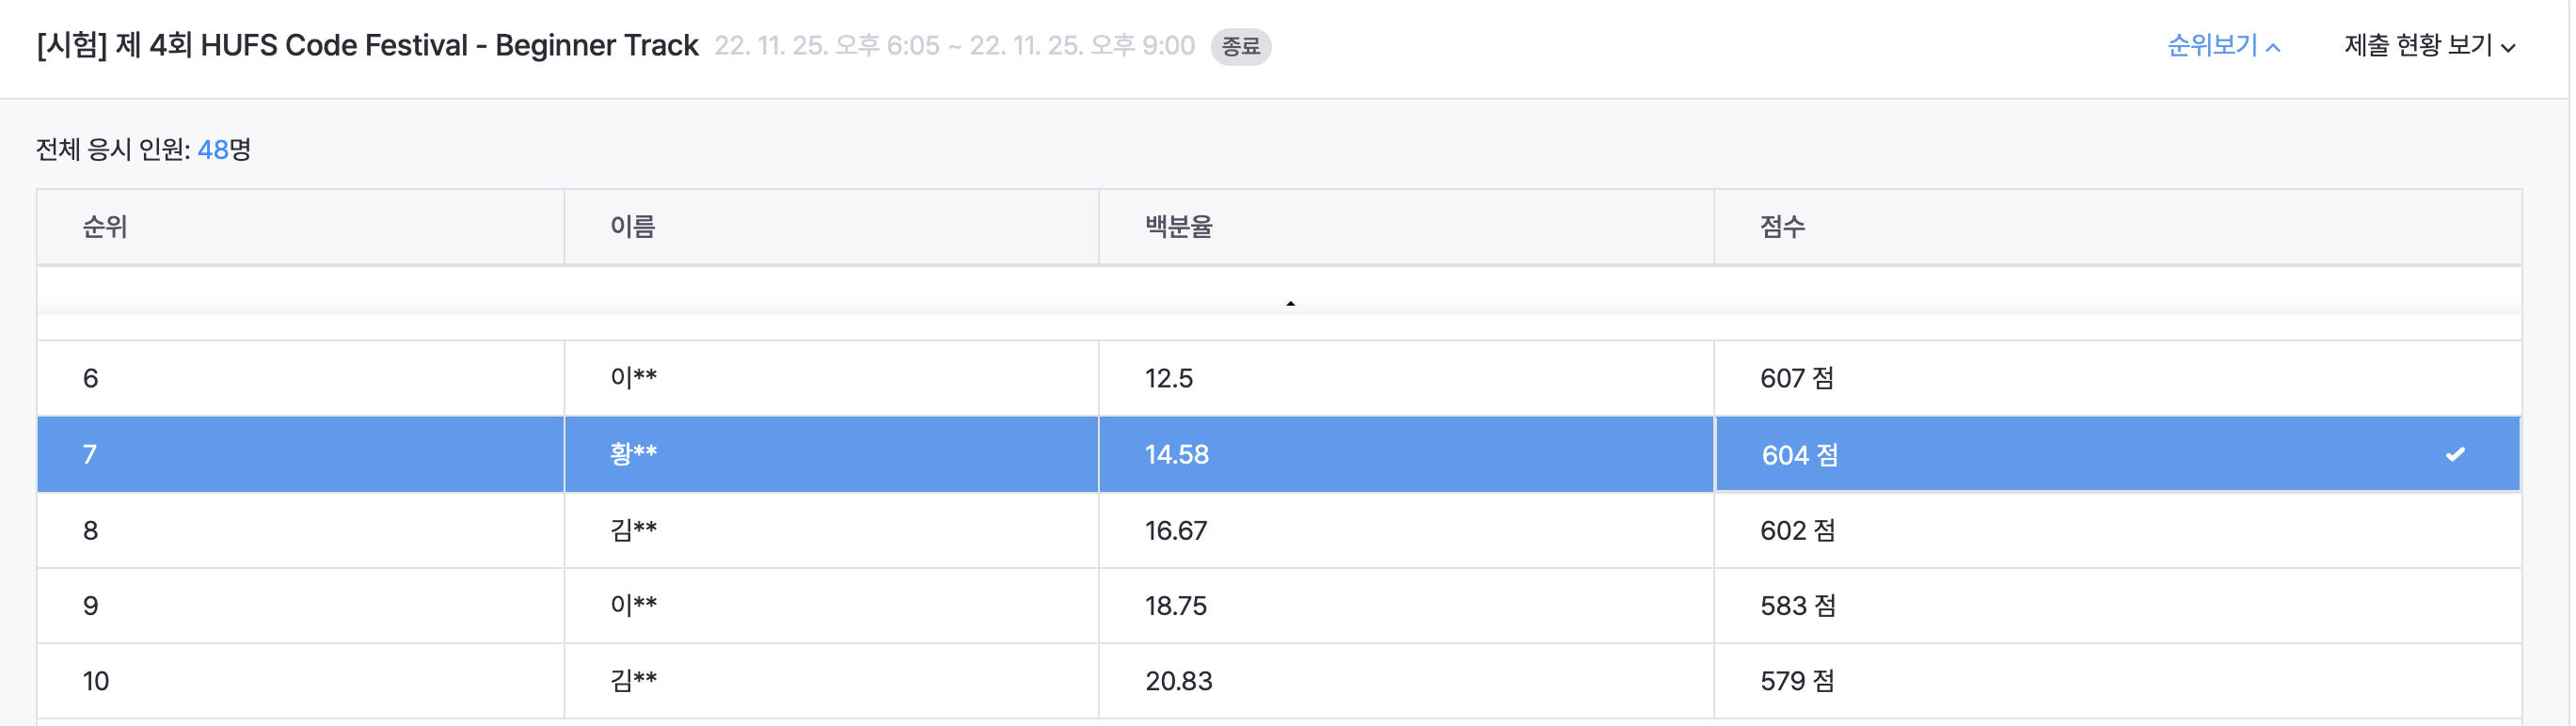 [시험] 제 4회 HUFS Code Festival - Beginner Track 22. 11. 25. 오후 6:05 ~ 22. 11. 25. 오후 9:00 종료 순위보기 제출 현황 보기
전체 응시 인원: 48명
순위 이름 백분율 점수
6 이** 12.5 607 점
7 황** 14.58 604 점
8 김** 16.67 602 점
9 이** 18.75 583 점
10 김** 20.83 579 점